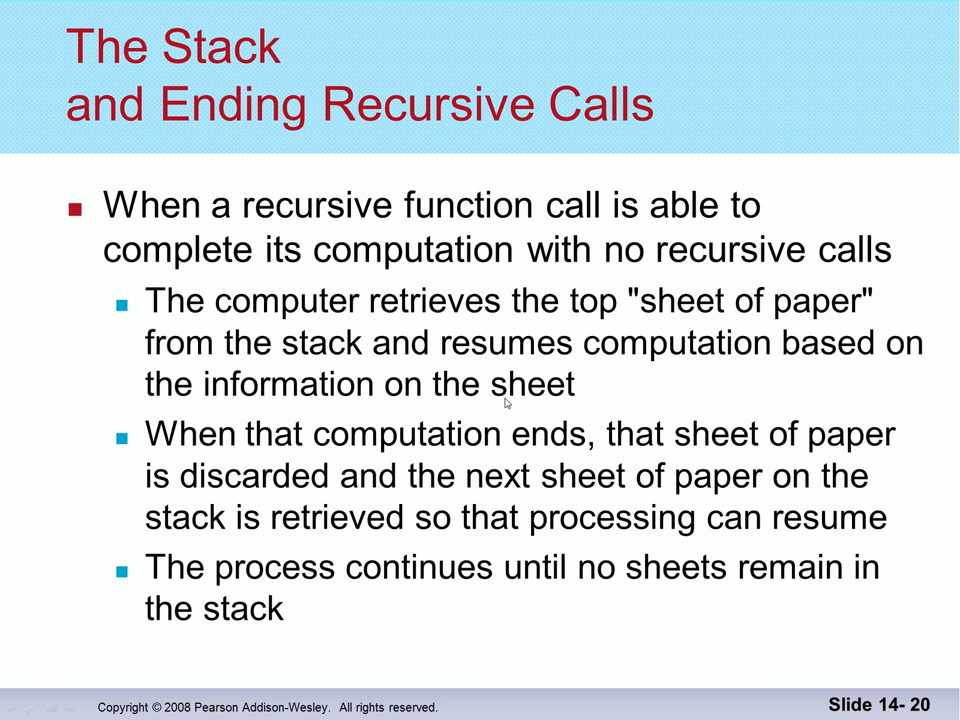 The Stack
and Ending Recursive Calls
When a recursive function call is able to
complete its computation with no recursive calls
The computer retrieves the top "sheet of paper"
from the stack and resumes computation based on
the information on the sheet
When that computation ends, that sheet of paper
is discarded and the next sheet of paper on the
stack is retrieved so that processing can resume
The process continues until no sheets remain in
the stack
Copyright © 2008 Pearson Addison-Wesley. All rights reserved.
Slide 14- 20